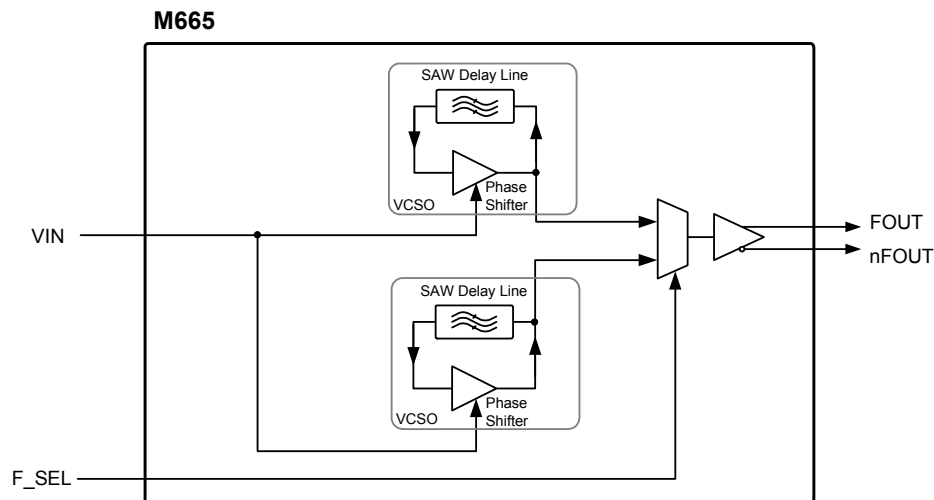 M665
SAW Delay Line
Phase
Shifter
VCSO
VIN
FOUT
nFOUT
SAW Delay Line
Phase
Shifter
VCSO
F_SEL